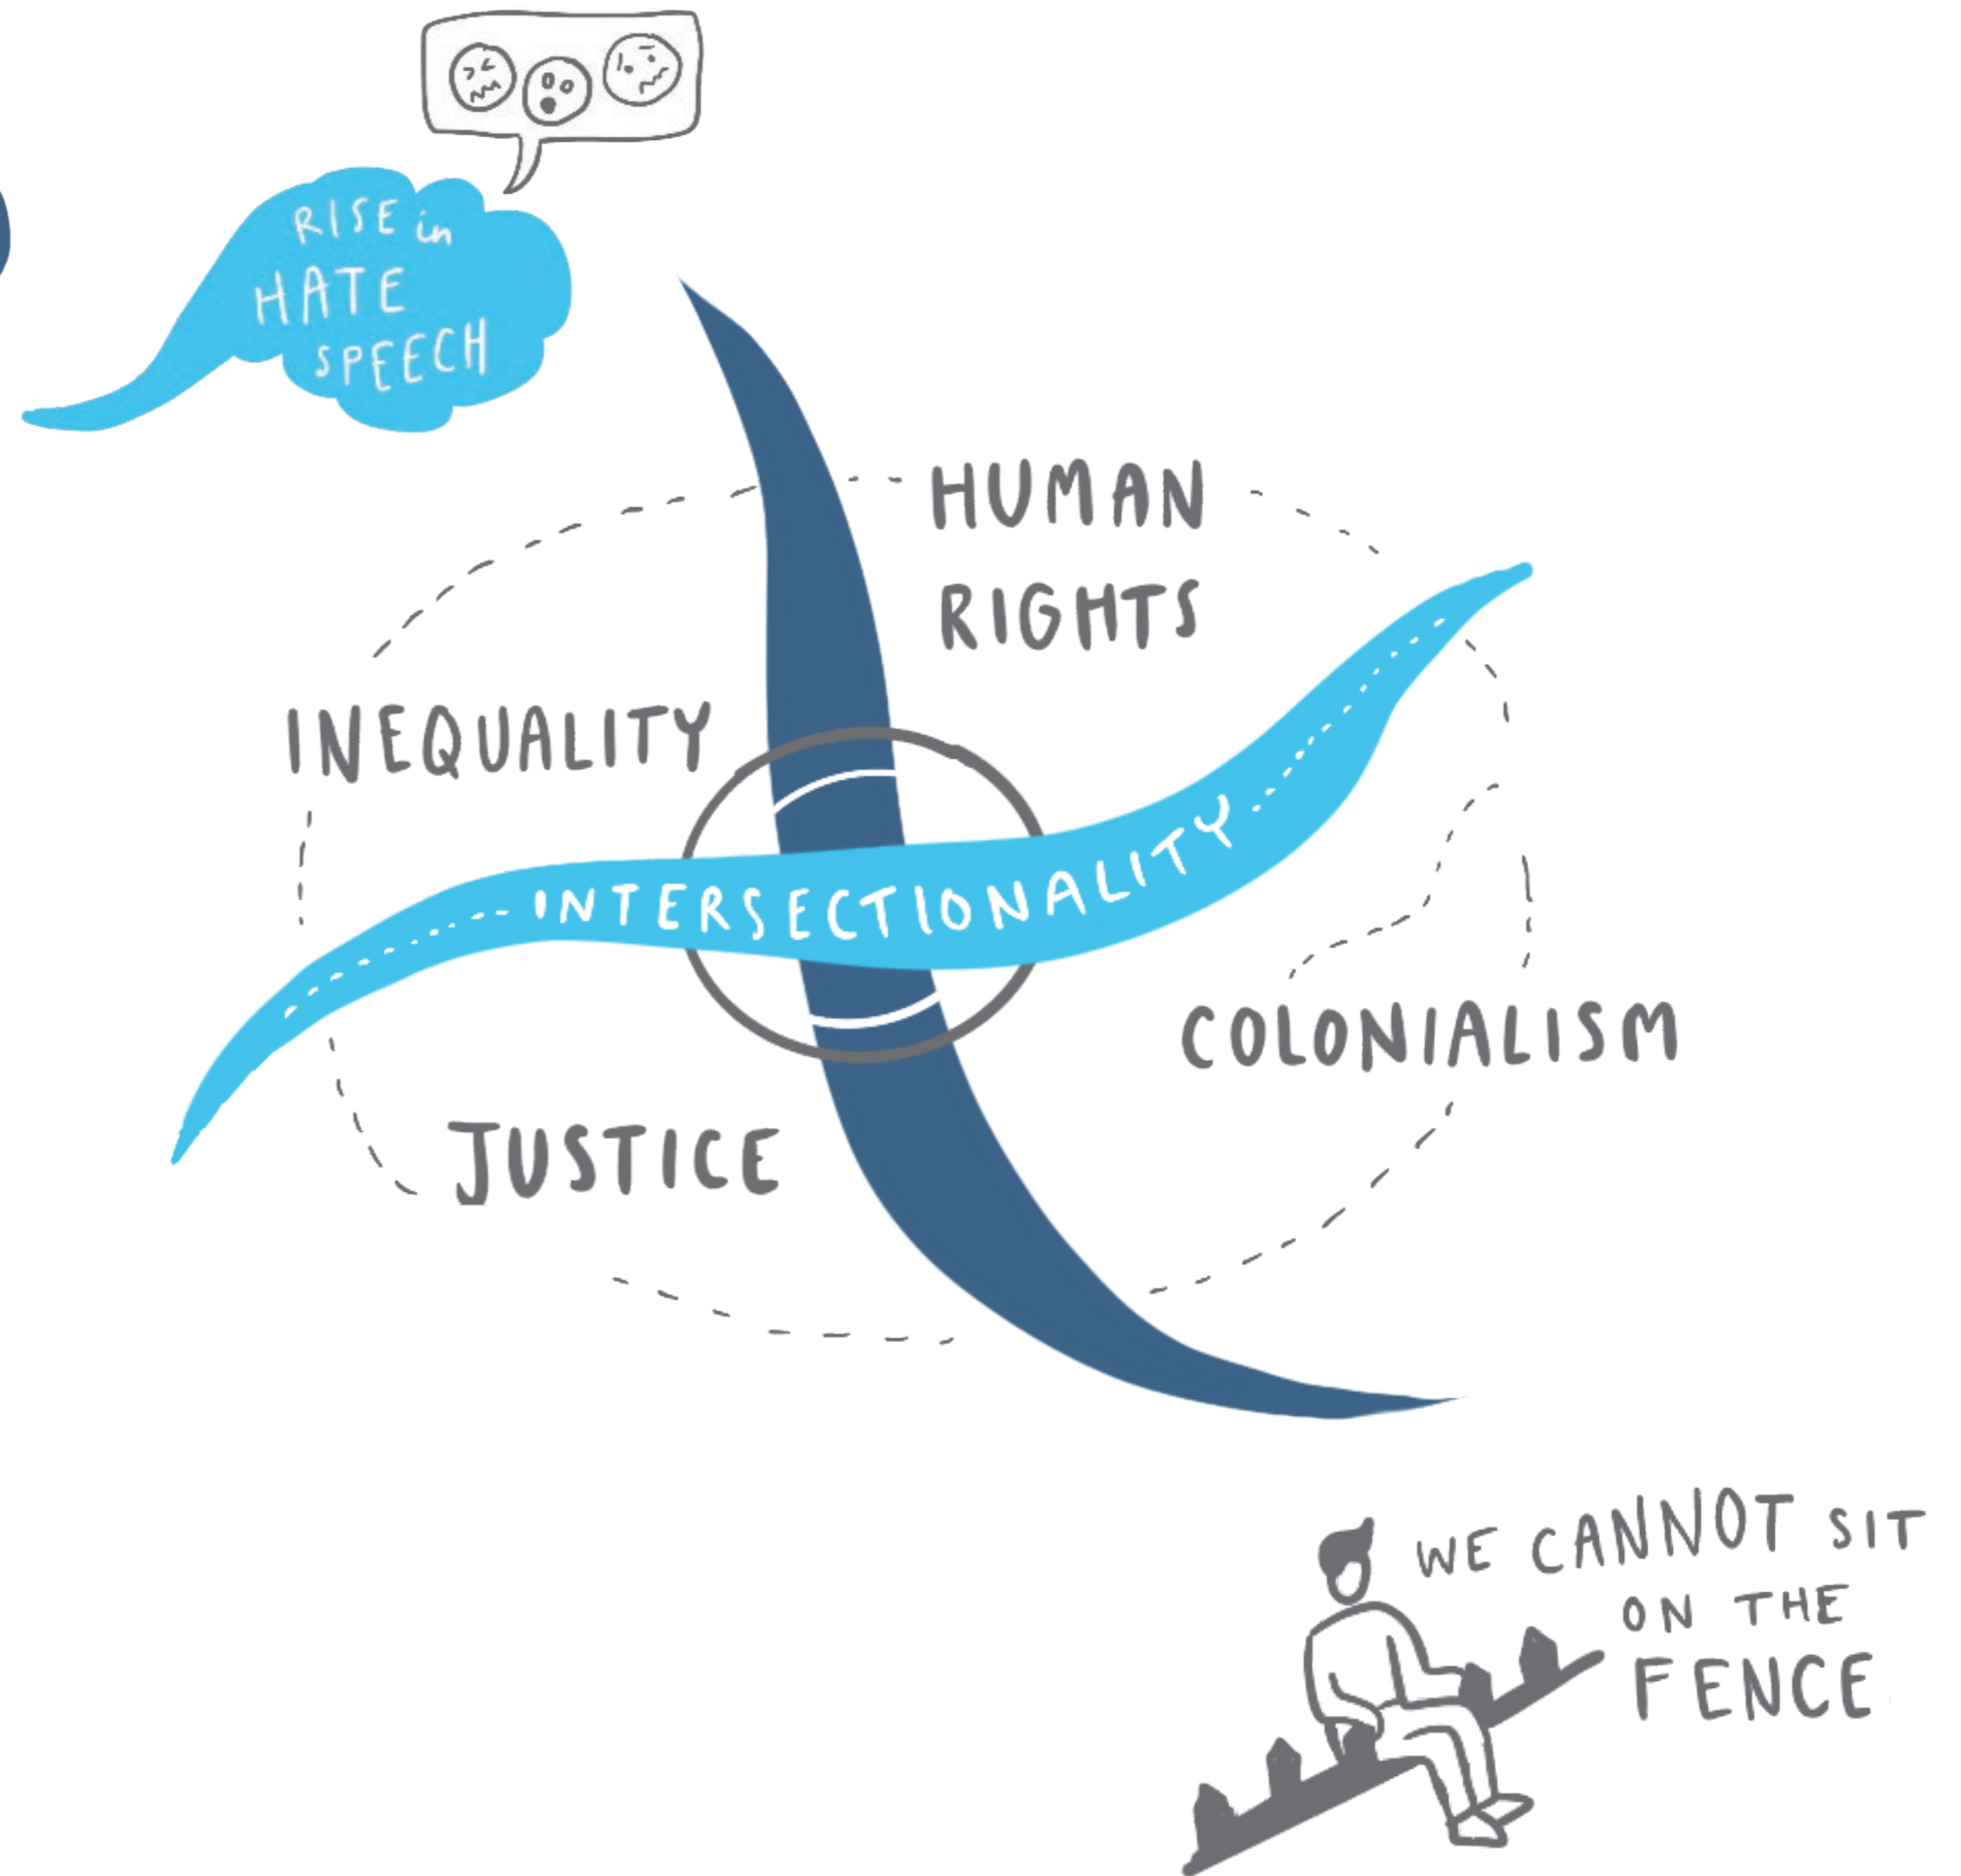 RISE in
HATE
SPEECH
HUMAN
RIGHTS
INEQUALITY
INTERSECTIONALITY
COLONIALISM
JUSTICE
WE CANNOT SIT
ON THE
FENCE